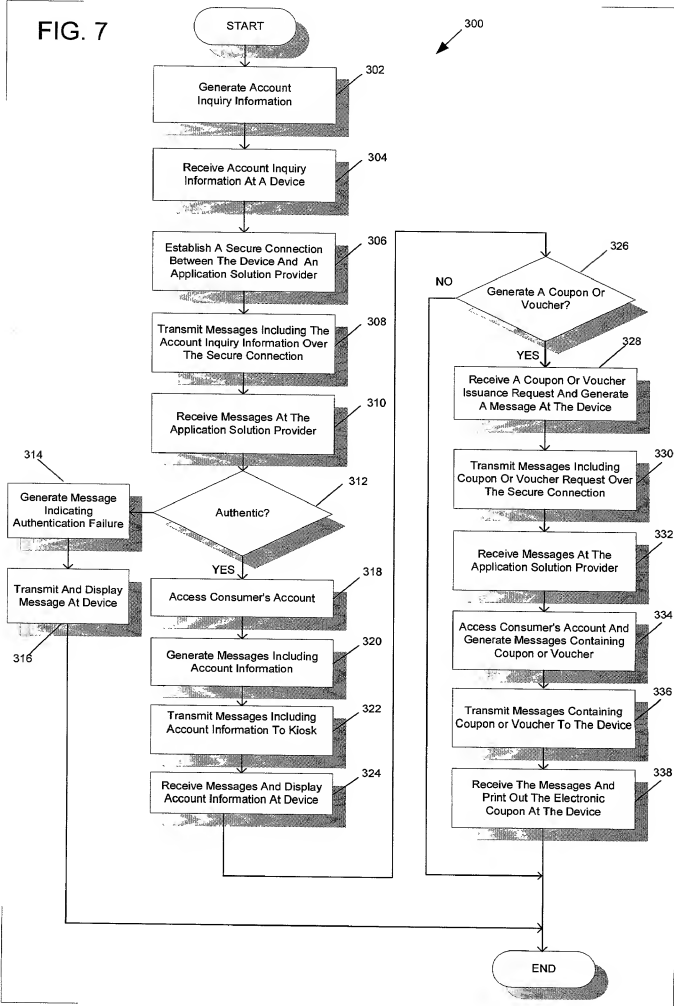 FIG. 7
START
300
302
Generate Account
Inquiry Information
304
Receive Account Inquiry
Information At A Device
306
Establish A Secure Connection
Between The Device And An
Application Solution Provider
308
Transmit Messages Including The
Account Inquiry Information Over
The Secure Connection
310
Receive Messages At The
Application Solution Provider
312
Authentic?
314
Generate Message
Indicating
Authentication Failure
Transmit And Display
Message At Device
316
YES
318
Access Consumer's Account
320
Generate Messages Including
Account Information
322
Transmit Messages Including
Account Information To Kiosk
324
Receive Messages And Display
Account Information At Device
326
NO
Generate A Coupon Or
Voucher?
YES
328
Receive A Coupon Or Voucher
Issuance Request And Generate
A Message At The Device
330
Transmit Messages Including
Coupon Or Voucher Request Over
The Secure Connection
332
Receive Messages At The
Application Solution Provider
334
Access Consumer's Account And
Generate Messages Containing
Coupon or Voucher
336
Transmit Messages Containing
Coupon or Voucher To The Device
338
Receive The Messages And
Print Out The Electronic
Coupon At The Device
END